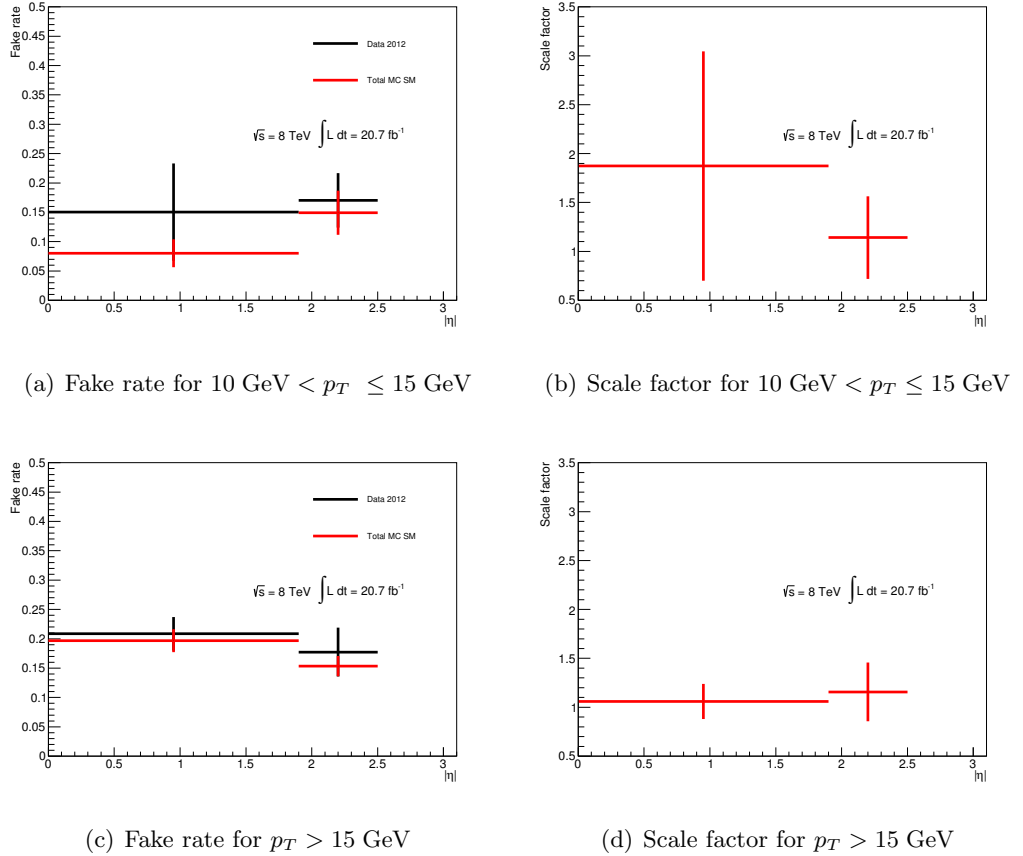 Fake rate
0.5
0.45
0.4
0.35
0.3
0.25
0.2
0.15
0.1
0.05
0
Data 2012
Total MC SM
√s = 8 TeV ∫L dt = 20.7 fb⁻¹
0 0.5 1 1.5 2 2.5 3
|η|
(a) Fake rate for 10 GeV < p_T ≤ 15 GeV
Scale factor
3.5
3
2.5
2
1.5
1
0.5
√s = 8 TeV ∫L dt = 20.7 fb⁻¹
0 0.5 1 1.5 2 2.5 3
|η|
(b) Scale factor for 10 GeV < p_T ≤ 15 GeV
Fake rate
0.5
0.45
0.4
0.35
0.3
0.25
0.2
0.15
0.1
0.05
0
Data 2012
Total MC SM
√s = 8 TeV ∫L dt = 20.7 fb⁻¹
0 0.5 1 1.5 2 2.5 3
|η|
(c) Fake rate for p_T > 15 GeV
Scale factor
3.5
3
2.5
2
1.5
1
0.5
√s = 8 TeV ∫L dt = 20.7 fb⁻¹
0 0.5 1 1.5 2 2.5 3
|η|
(d) Scale factor for p_T > 15 GeV